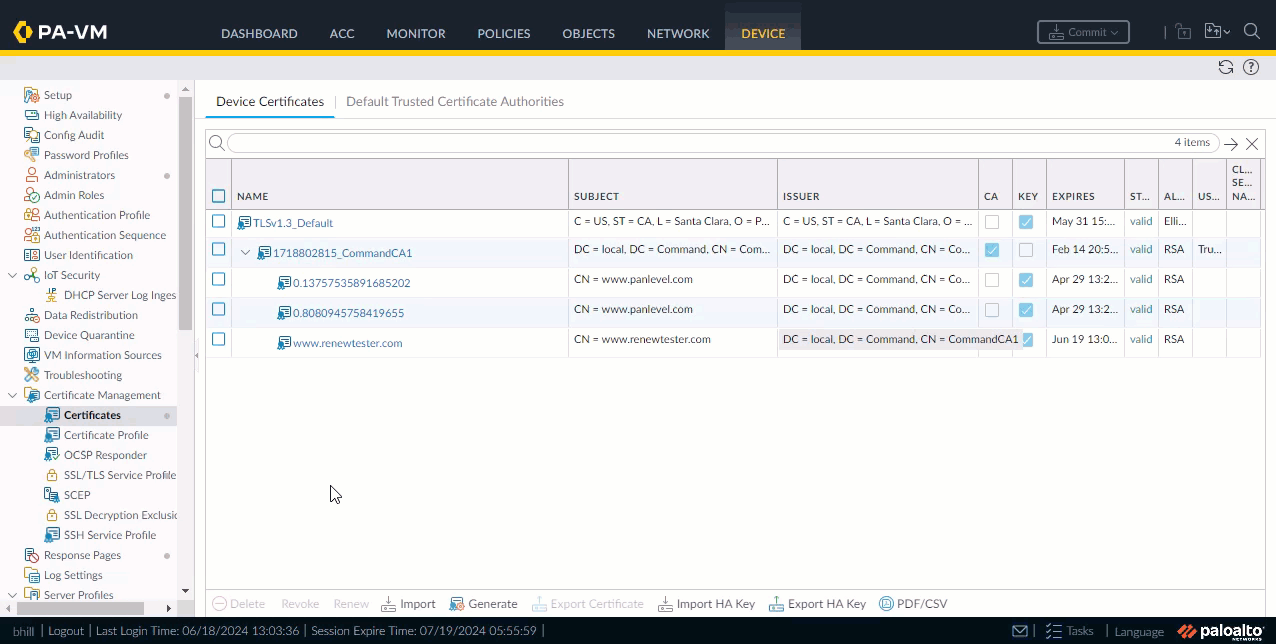 PA-VM DASHBOARD ACC MONITOR POLICIES OBJECTS NETWORK DEVICE Commit
Setup
High Availability
Config Audit
Password Profiles
Administrators
Admin Roles
Authentication Profile
Authentication Sequence
User Identification
IoT Security
DHCP Server Log Inges
Data Redistribution
Device Quarantine
VM Information Sources
Troubleshooting
Certificate Management
Certificates
Certificate Profile
OCSP Responder
SSL/TLS Service Profile
SCEP
SSL Decryption Exclusio
SSH Service Profile
Response Pages
Log Settings
Server Profiles
Device Certificates Default Trusted Certificate Authorities
4 items
NAME SUBJECT ISSUER CA KEY EXPIRES ST... AL... US... CL... SE... NA...
TLSv1.3_Default C = US, ST = CA, L = Santa Clara, O = P... C = US, ST = CA, L = Santa Clara, O = ... May 31 15:... valid Elli...
1718802815_CommandCA1 DC = local, DC = Command, CN = Com... DC = local, DC = Command, CN = Co... Feb 14 20:5... valid RSA Tru...
0.13757535891685202 CN = www.panlevel.com DC = local, DC = Command, CN = Co... Apr 29 13:2... valid RSA
0.8080945758419655 CN = www.panlevel.com DC = local, DC = Command, CN = Co... Apr 29 13:2... valid RSA
www.renewtester.com CN = www.renewtester.com DC = local, DC = Command, CN = CommandCA1 Jun 19 13:0... valid RSA
Delete Revoke Renew Import Generate Export Certificate Import HA Key Export HA Key PDF/CSV
bhill | Logout | Last Login Time: 06/18/2024 13:03:36 | Session Expire Time: 07/19/2024 05:55:59 | Tasks | Language paloalto NETWORKS